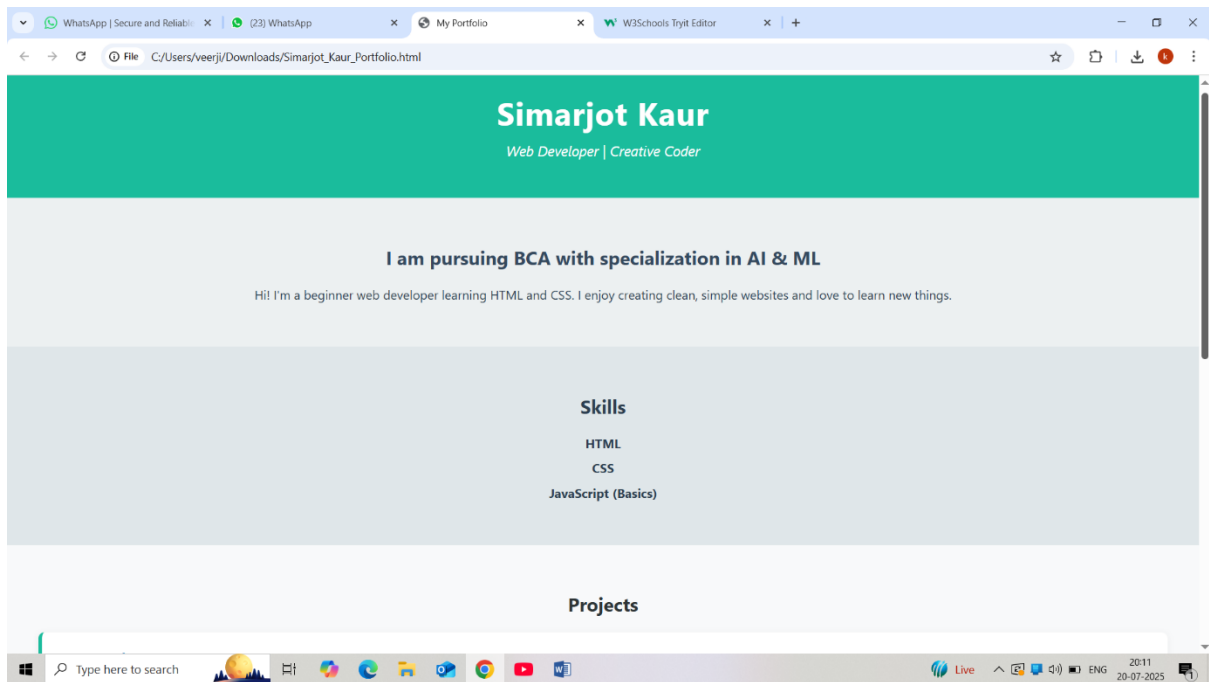 WhatsApp | Secure and Reliable
(23) WhatsApp
My Portfolio
W3Schools Tryit Editor
File C:/Users/veerji/Downloads/Simarjot_Kaur_Portfolio.html
k
Simarjot Kaur
Web Developer | Creative Coder
I am pursuing BCA with specialization in AI & ML
Hi! I'm a beginner web developer learning HTML and CSS. I enjoy creating clean, simple websites and love to learn new things.
Skills
HTML
CSS
JavaScript (Basics)
Projects
Type here to search
Live
ENG
20:11
20-07-2025
1